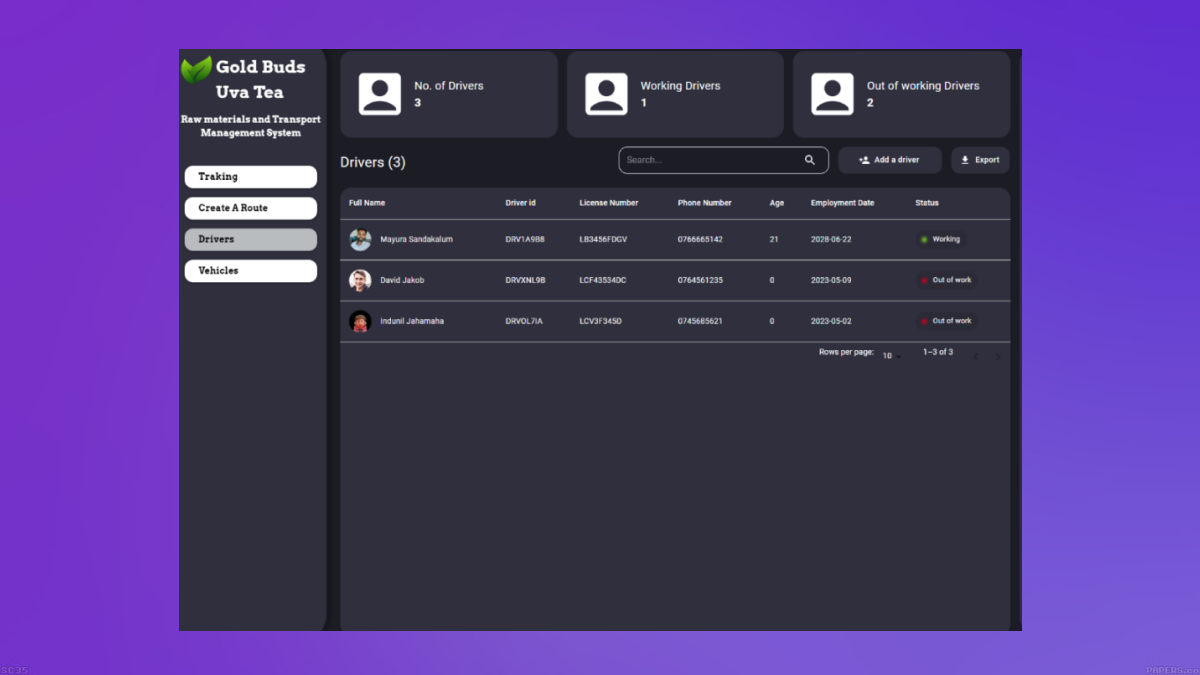 Gold Buds
Uva Tea
Raw materials and Transport
Management System
Traking
Create A Route
Drivers
Vehicles
No. of Drivers
3
Working Drivers
1
Out of working Drivers
2
Drivers (3)
Search...
Add a driver
Export
Full Name Driver id License Number Phone Number Age Employment Date Status
Mayura Sandakalum DRV1A9B8 LB3456FDGV 0766665142 21 2028-06-22 Working
David Jakob DRVXNL9B LCF43534DC 0764561235 0 2023-05-09 Out of work
Indunil Jahamaha DRVOL7IA LCV3F345D 0745685621 0 2023-05-02 Out of work
Rows per page: 10 1–3 of 3
SC35
PAPERS.co